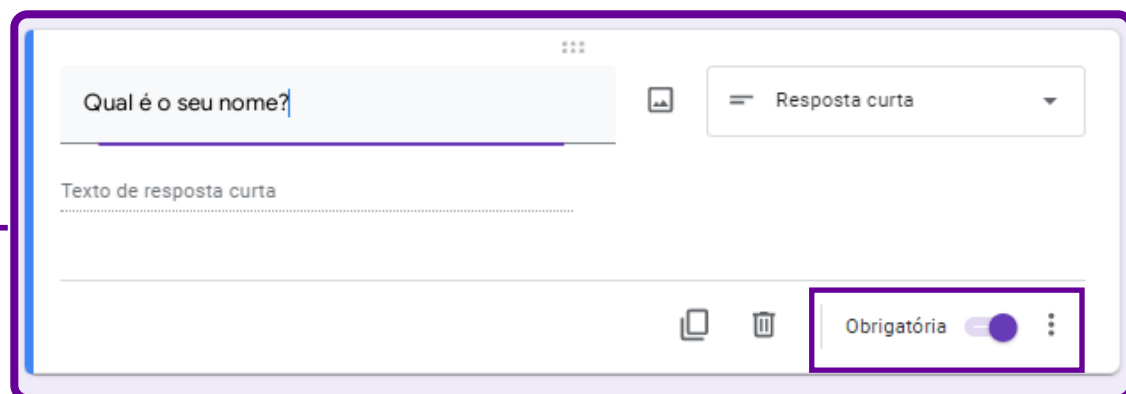 Qual é o seu nome?
Resposta curta
Texto de resposta curta
Obrigatória